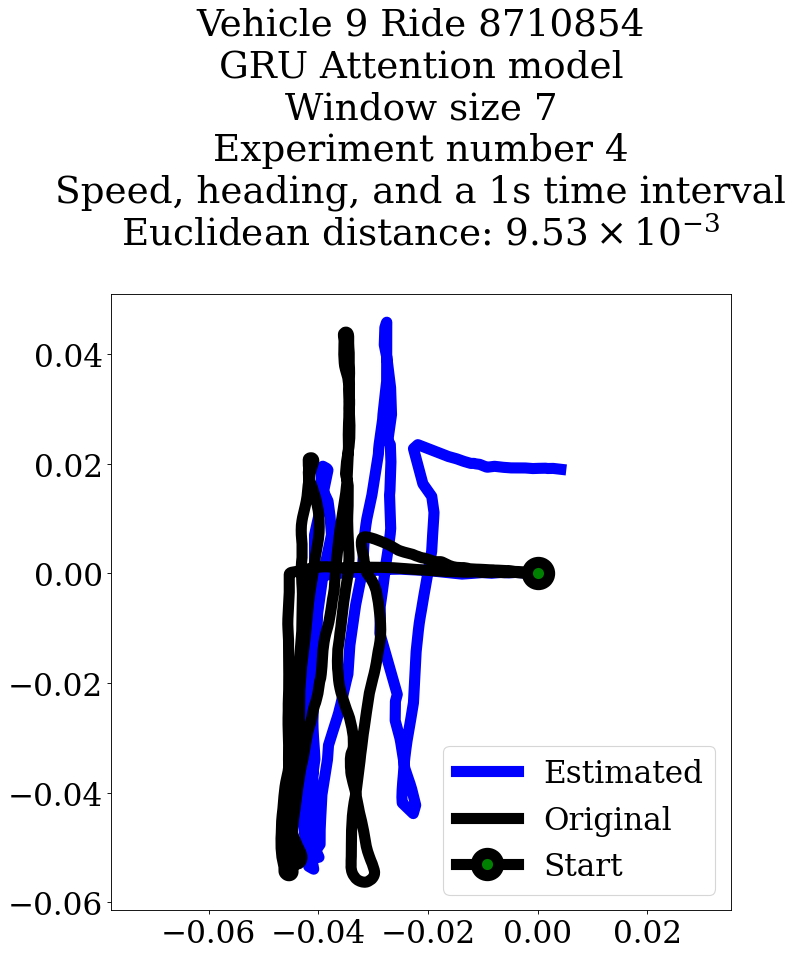 Vehicle 9 Ride 8710854
GRU Attention model
Window size 7
Experiment number 4
Speed, heading, and a 1s time interval
Euclidean distance: 9.53 × 10⁻³
0.04
0.02
0.00
−0.02
−0.04
−0.06
Estimated
Original
Start
−0.06 −0.04 −0.02 0.00 0.02